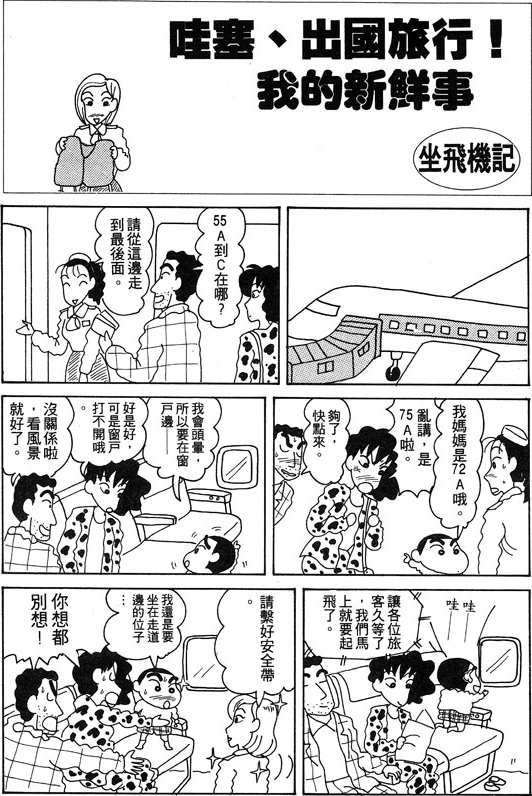 哇塞、出國旅行！
我的新鮮事
坐飛機記
55A到C在哪？
請從這邊走
到最後面。
我媽媽是72A哦。
亂講，是
75A啦。
夠了，
快點來。
我會頭暈，
所以要在窗
戸邊
好是好，
可是窗戸
打不開哦
沒關係啦
，看風景
就好了。
哇哇
讓各位旅
客久等了
，我們馬
上就要起
飛了。
請繫好安全帶
。
我還是要
坐在走道
邊的位子
…
你想都
別想！